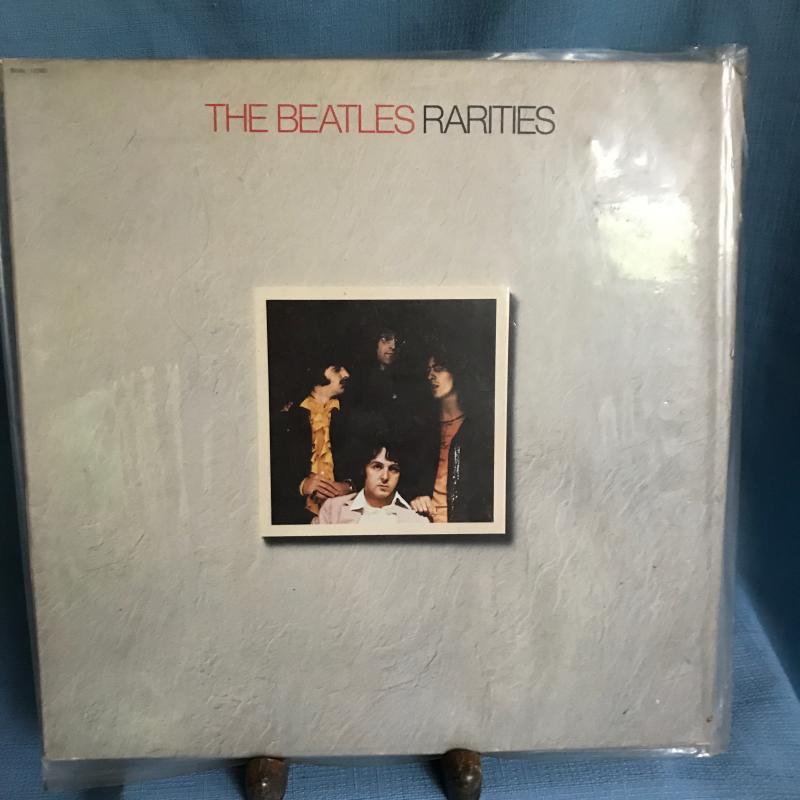 THE BEATLES RARITIES